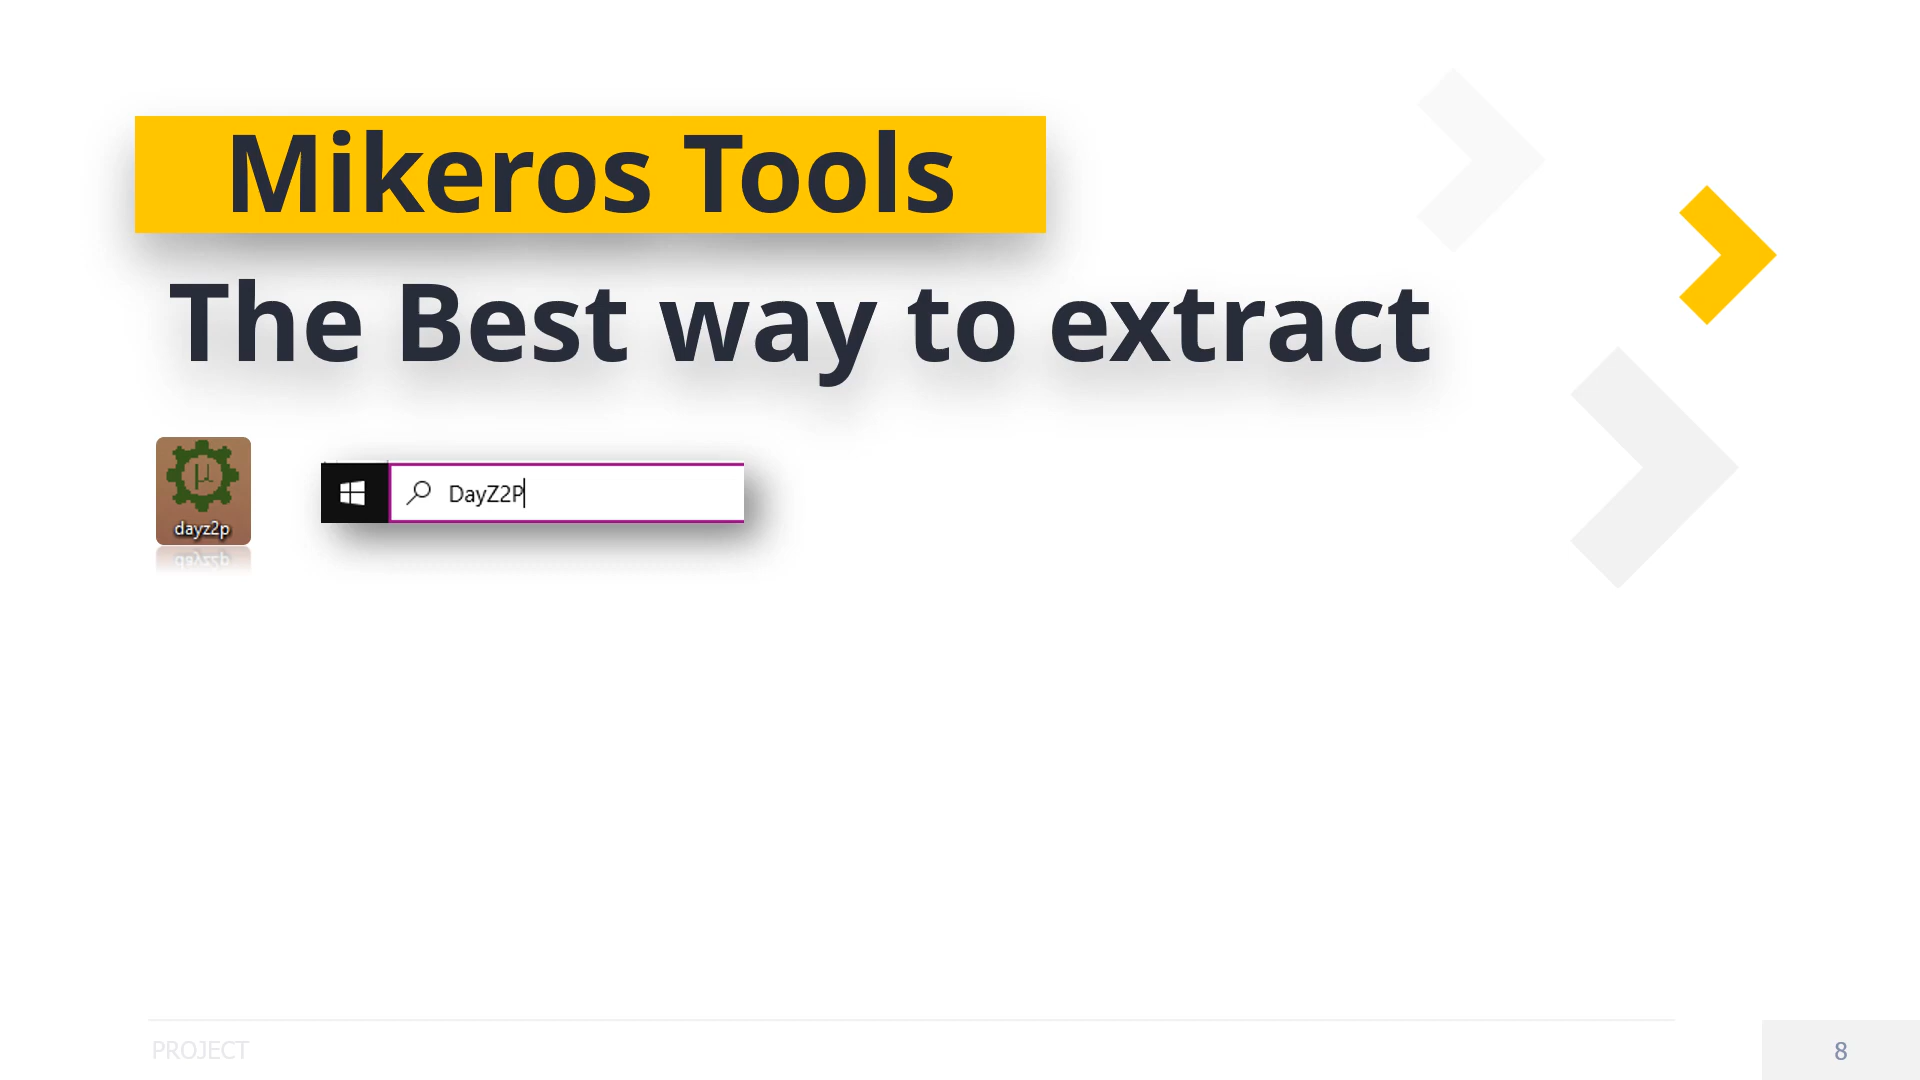 Mikeros Tools
The Best way to extract
µ
dayz2p
DayZ2P
PROJECT
8